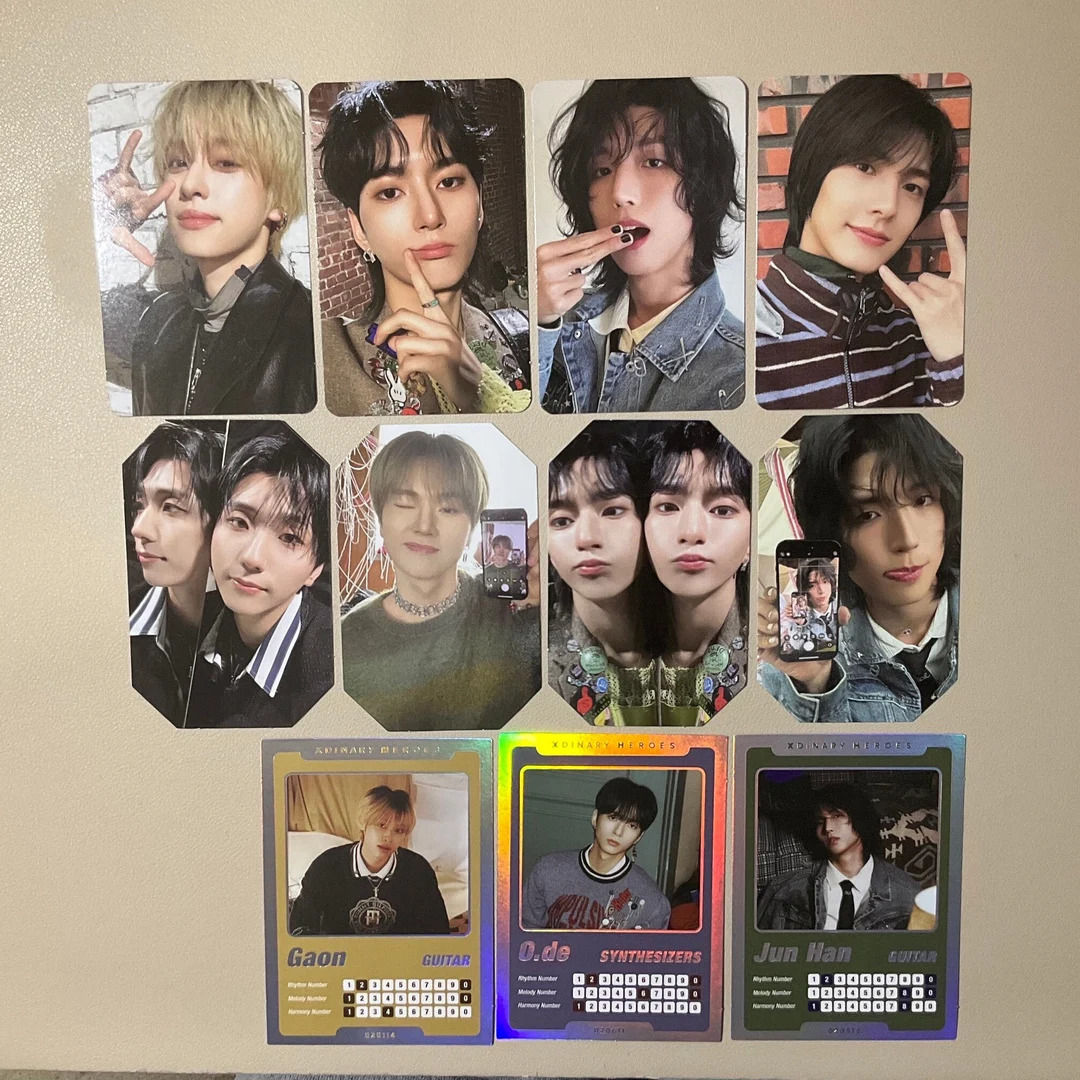 XDINARY HEROES
Gaon
GUITAR
Rhythm Number
1 2 3 4 5 6 7 8 9 0
Melody Number
1 2 3 4 5 6 7 8 9 0
Harmony Number
1 2 3 4 5 6 7 8 9 0
020114
XDINARY HEROES
IMPULSI
O.de
SYNTHESIZERS
Rhythm Number
1 2 3 4 5 6 7 8 9 0
Melody Number
1 2 3 4 5 6 7 8 9 0
Harmony Number
1 2 3 4 5 6 7 8 9 0
020611
XDINARY HEROES
Jun Han
GUITAR
Rhythm Number
1 2 3 4 5 6 7 8 9 0
Melody Number
1 2 3 4 5 6 7 8 9 0
Harmony Number
1 2 3 4 5 6 7 8 9 0